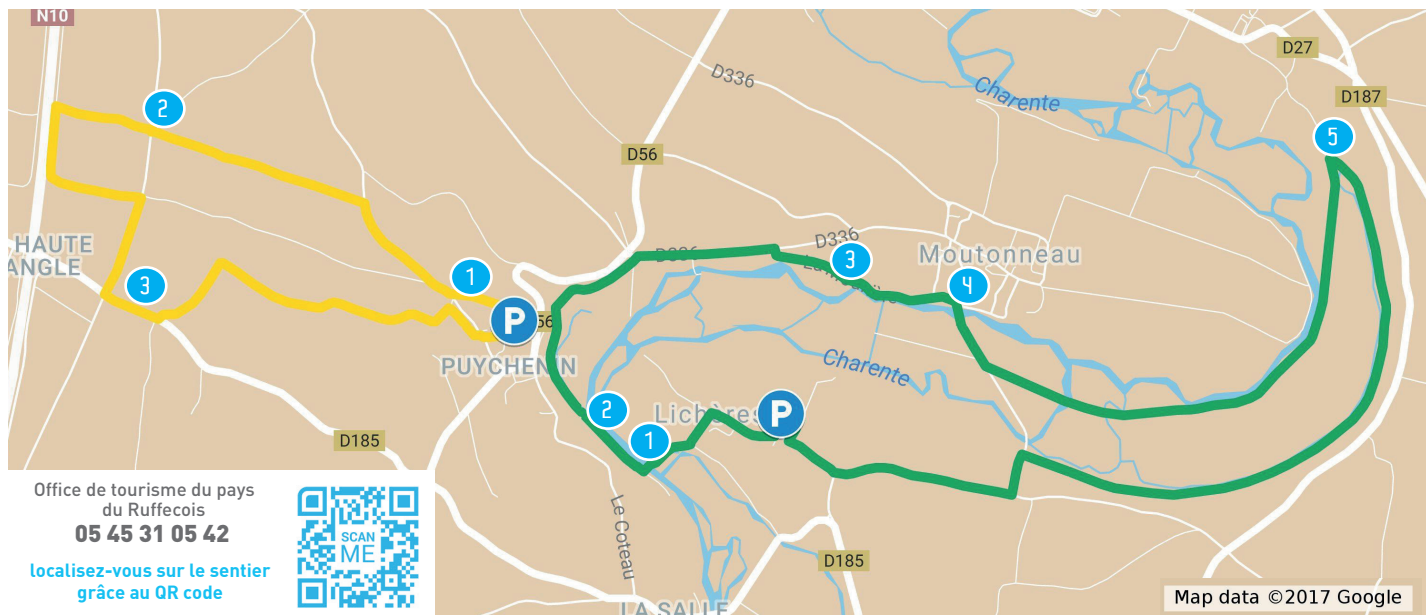 N10
D27
D336
Charente
D187
2
5
D56
D336
D336
HAUTE
ANGLE
3
1
3
Moutonneau
4
P
56
PUYCHENIN
Charente
2
Lichères
P
1
D185
Le Coteau
D185
LA SALLE
Office de tourisme du pays
du Ruffecois
05 45 31 05 42
localisez-vous sur le sentier
grâce au QR code
SCAN
ME
Map data ©2017 Google